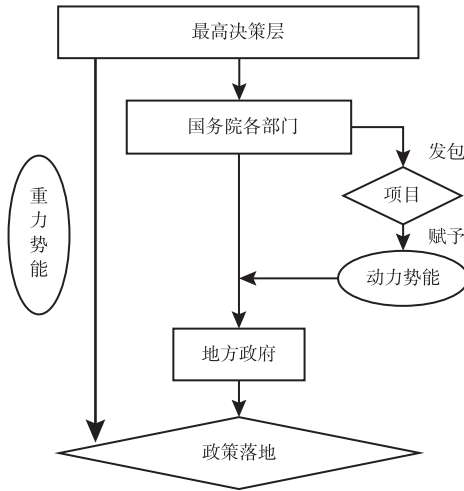 最高决策层
国务院各部门
发包
项目
赋予
重力势能
动力势能
地方政府
政策落地